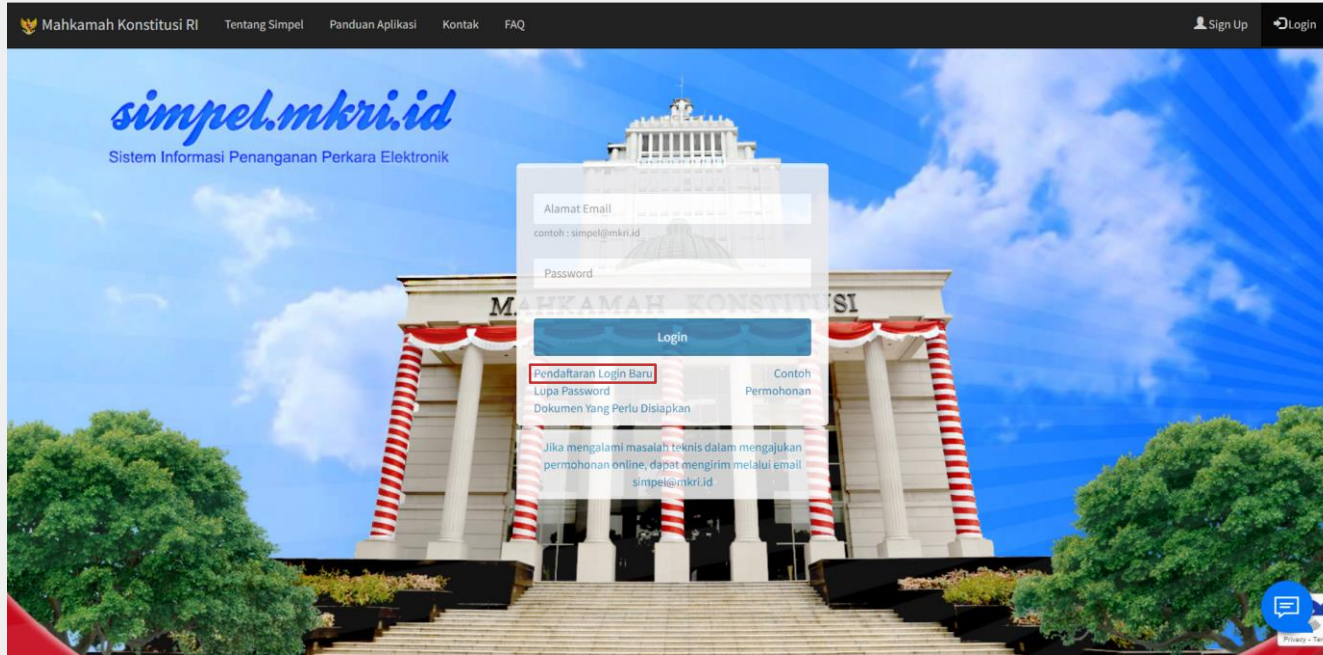 Mahkamah Konstitusi RI Tentang Simpel Panduan Aplikasi Kontak FAQ Sign Up Login
simpel.mkri.id
Sistem Informasi Penanganan Perkara Elektronik
Alamat Email
contoh : simpel@mkri.id
Password
MAHKAMAH KONSTITUSI
Login
Pendaftaran Login Baru
Lupa Password
Dokumen Yang Perlu Disiapkan
Contoh
Permohonan
Jika mengalami masalah teknis dalam mengajukan
permohonan online, dapat mengirim melalui email
simpel@mkri.id
Privacy -